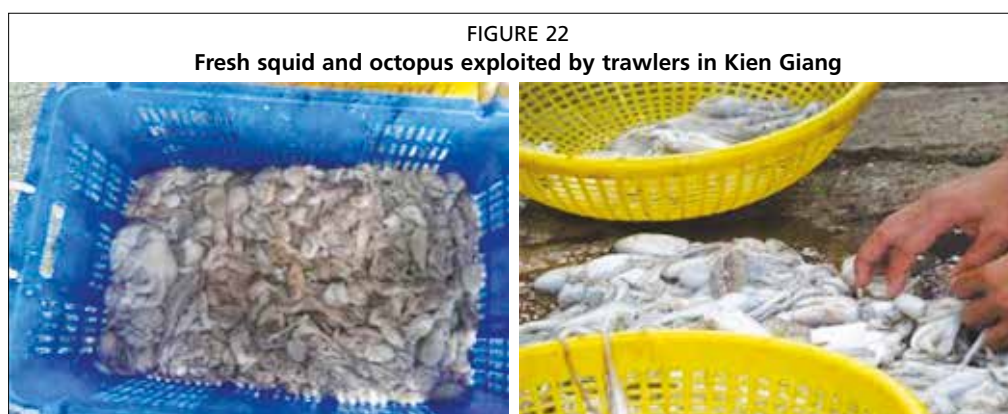 FIGURE 22
Fresh squid and octopus exploited by trawlers in Kien Giang